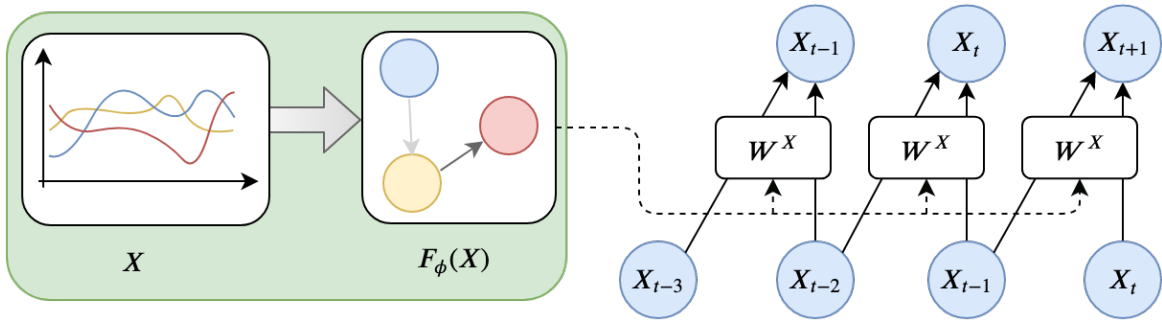 X_{t-1} X_t X_{t+1}
W^X W^X W^X
X F_ϕ(X)
X_{t-3} X_{t-2} X_{t-1} X_t